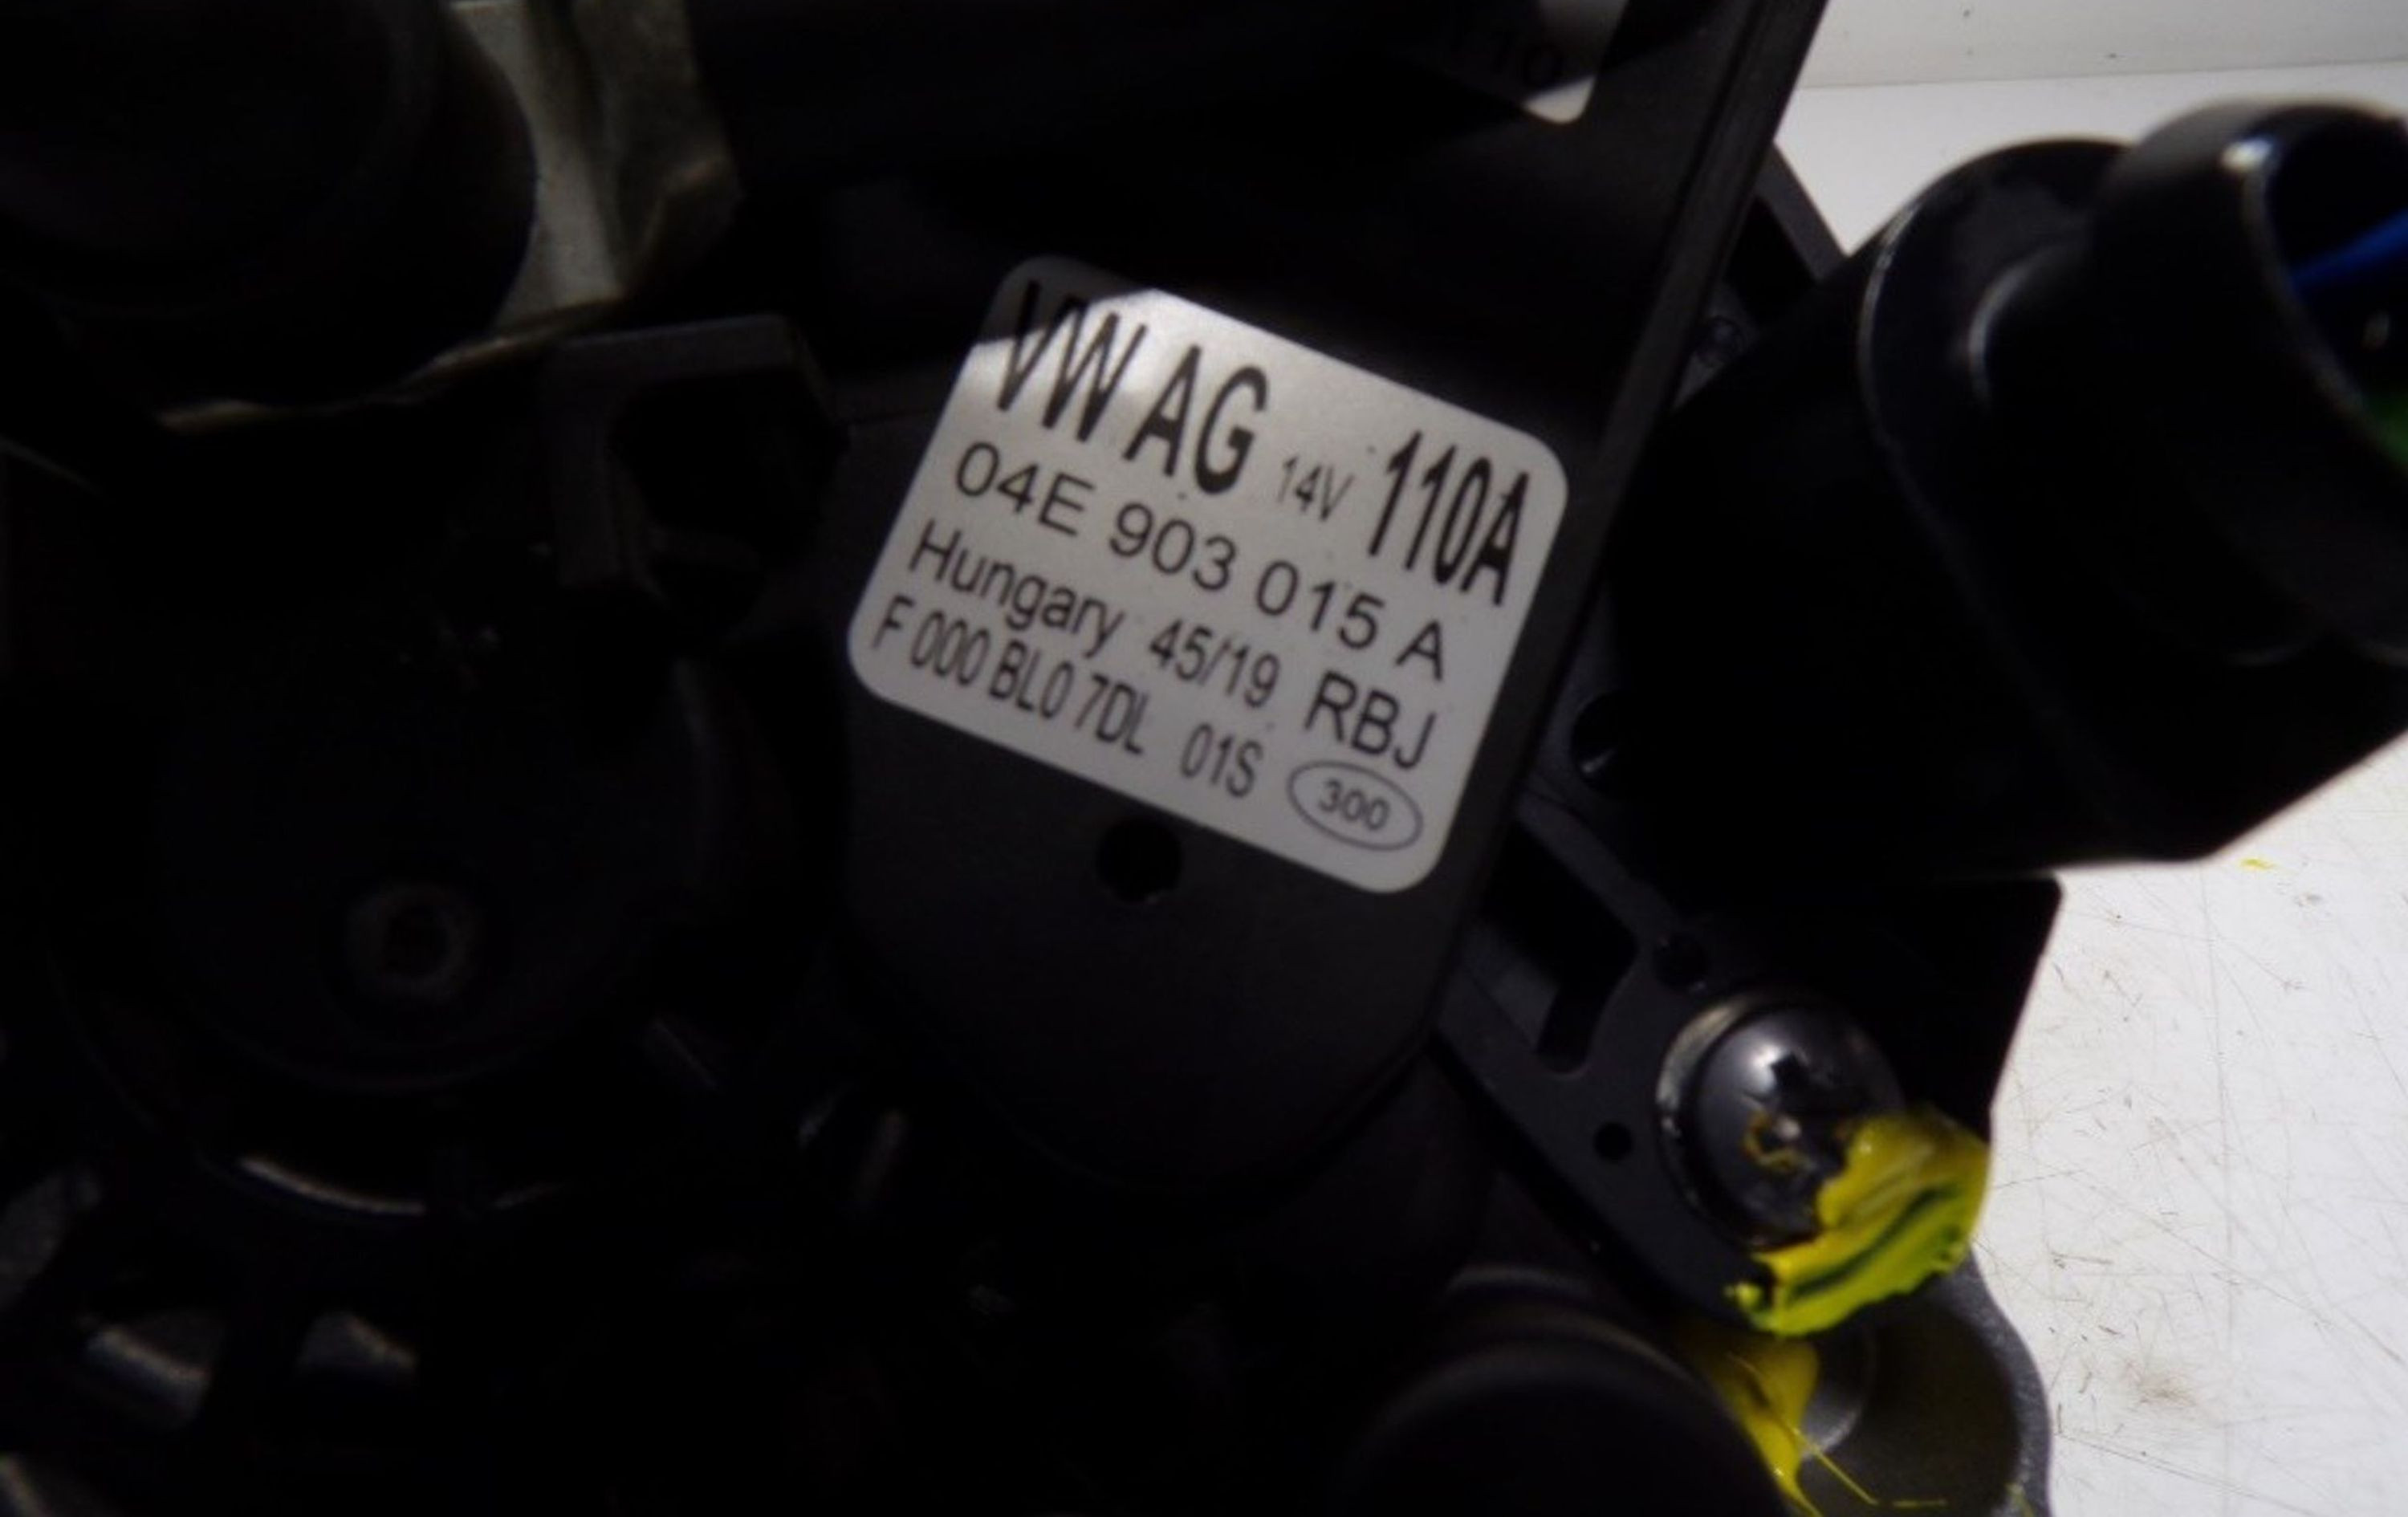 VW AG 14V 110A
04E 903 015 A
Hungary 45/19 RBJ
F 000 BL0 7DL 01S 300